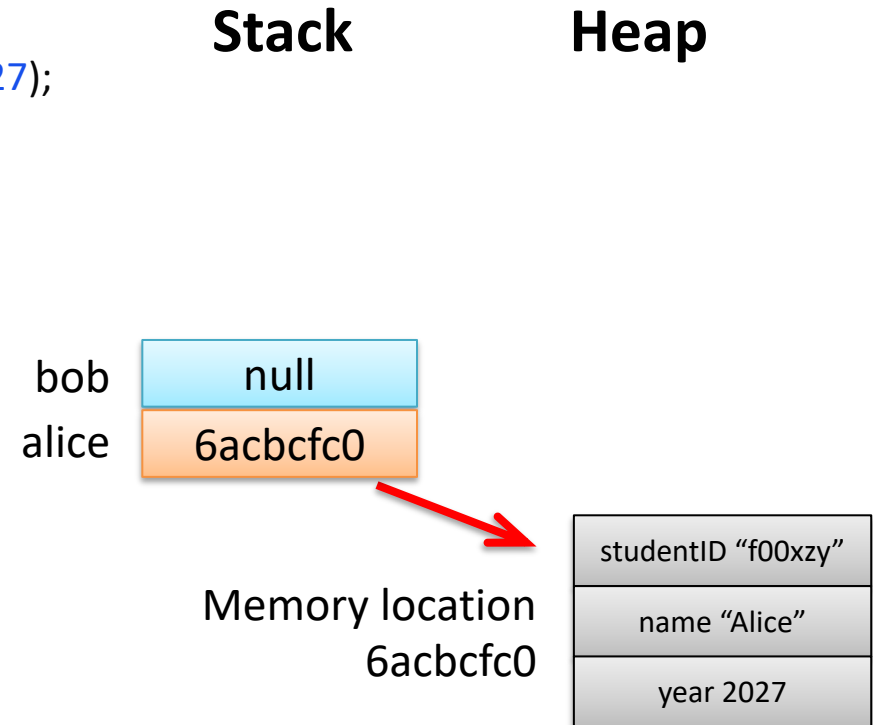 Stack Heap
27);
bob null
alice 6acbcfc0
studentID “f00xzy”
Memory location
name “Alice”
6acbcfc0
year 2027